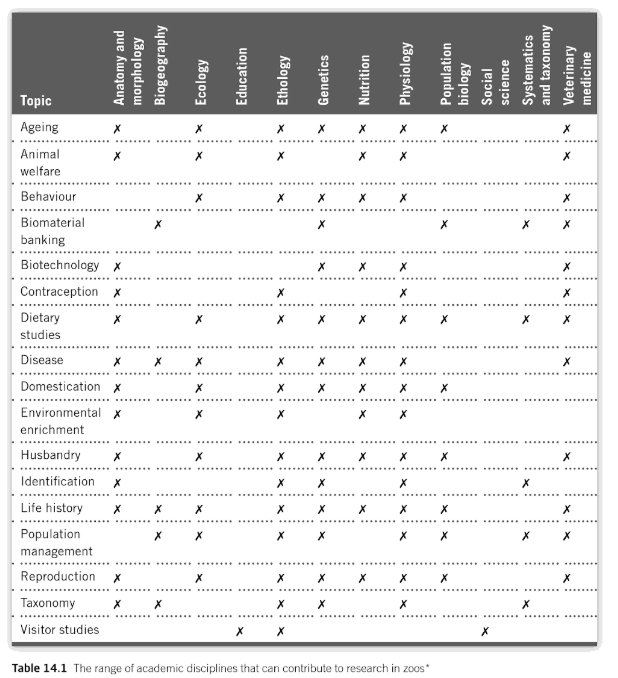 Topic Anatomy and morphology Biogeography Ecology Education Ethology Genetics Nutrition Physiology Population biology Social science Systematics and taxonomy Veterinary medicine
Ageing ✗ ✗ ✗ ✗ ✗ ✗ ✗ ✗
Animal ✗ ✗ ✗ ✗ ✗ ✗
welfare
Behaviour ✗ ✗ ✗ ✗ ✗ ✗
Biomaterial ✗ ✗ ✗ ✗ ✗
banking
Biotechnology ✗ ✗ ✗ ✗ ✗
Contraception ✗ ✗ ✗ ✗
Dietary ✗ ✗ ✗ ✗ ✗ ✗ ✗ ✗ ✗
studies
Disease ✗ ✗ ✗ ✗ ✗ ✗ ✗ ✗
Domestication ✗ ✗ ✗ ✗ ✗ ✗ ✗
Environmental ✗ ✗ ✗ ✗ ✗
enrichment
Husbandry ✗ ✗ ✗ ✗ ✗ ✗ ✗ ✗
Identification ✗ ✗ ✗ ✗ ✗
Life history ✗ ✗ ✗ ✗ ✗ ✗ ✗ ✗ ✗
Population ✗ ✗ ✗ ✗ ✗ ✗ ✗ ✗
management
Reproduction ✗ ✗ ✗ ✗ ✗ ✗ ✗ ✗
Taxonomy ✗ ✗ ✗ ✗ ✗ ✗
Visitor studies ✗ ✗ ✗
Table 14.1 The range of academic disciplines that can contribute to research in zoos*